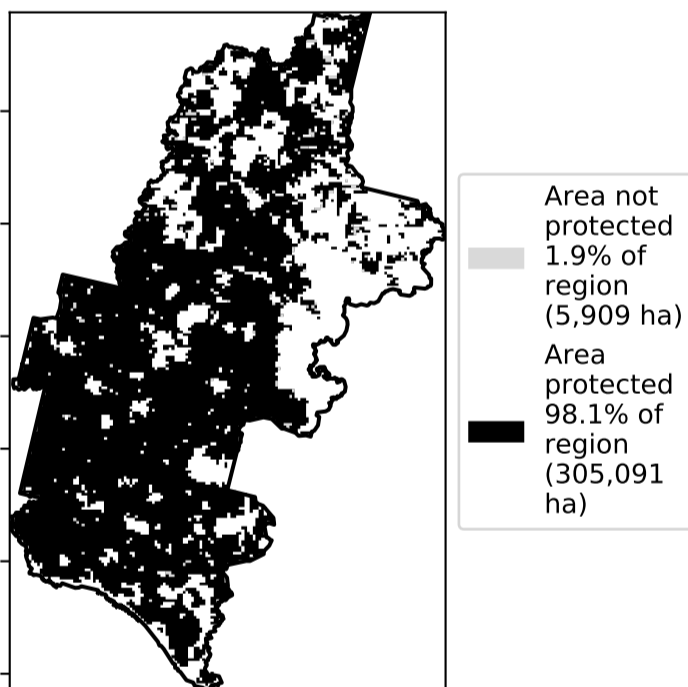 Area not
protected
1.9% of
region
(5,909 ha)
Area
protected
98.1% of
region
(305,091
ha)